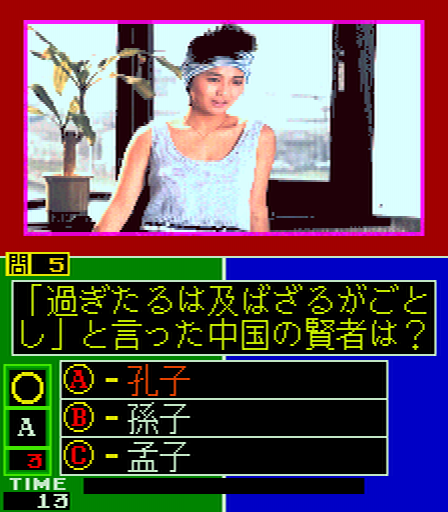 問 5
「過ぎたるは及ばざるがごと
し」と言った中国の賢者は？
Ⓐ-孔子
Ⓑ-孫子
Ⓒ-孟子
○
A
3
TIME
13